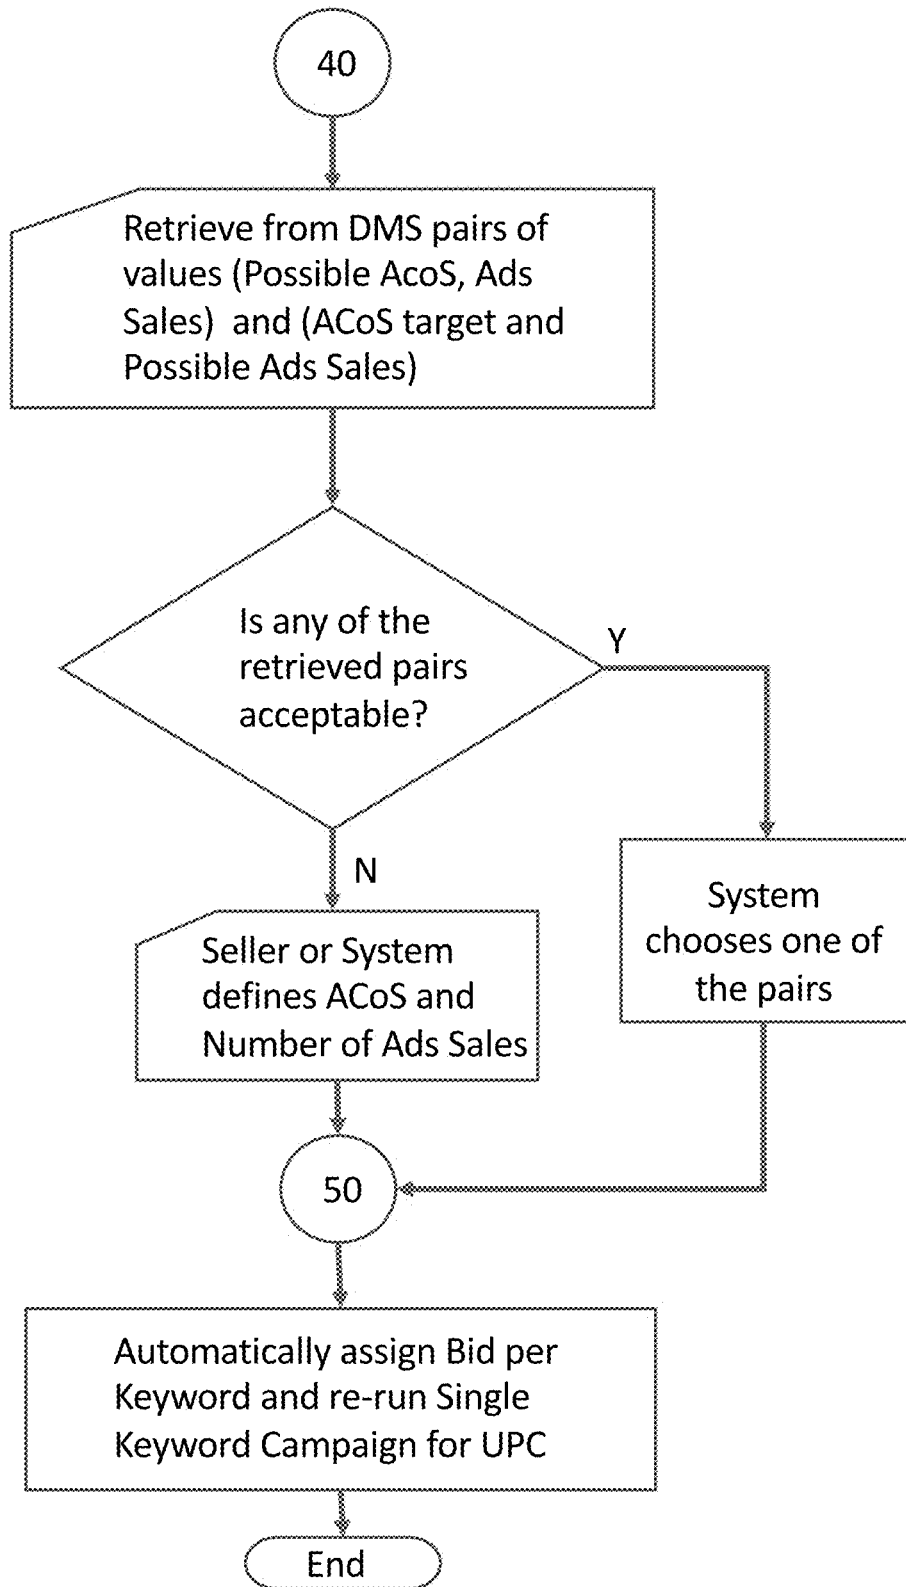 40
Retrieve from DMS pairs of
values (Possible AcoS, Ads
Sales) and (ACoS target and
Possible Ads Sales)
Is any of the
retrieved pairs
acceptable?
Y
N
System
chooses one of
the pairs
Seller or System
defines ACoS and
Number of Ads Sales
50
Automatically assign Bid per
Keyword and re-run Single
Keyword Campaign for UPC
End